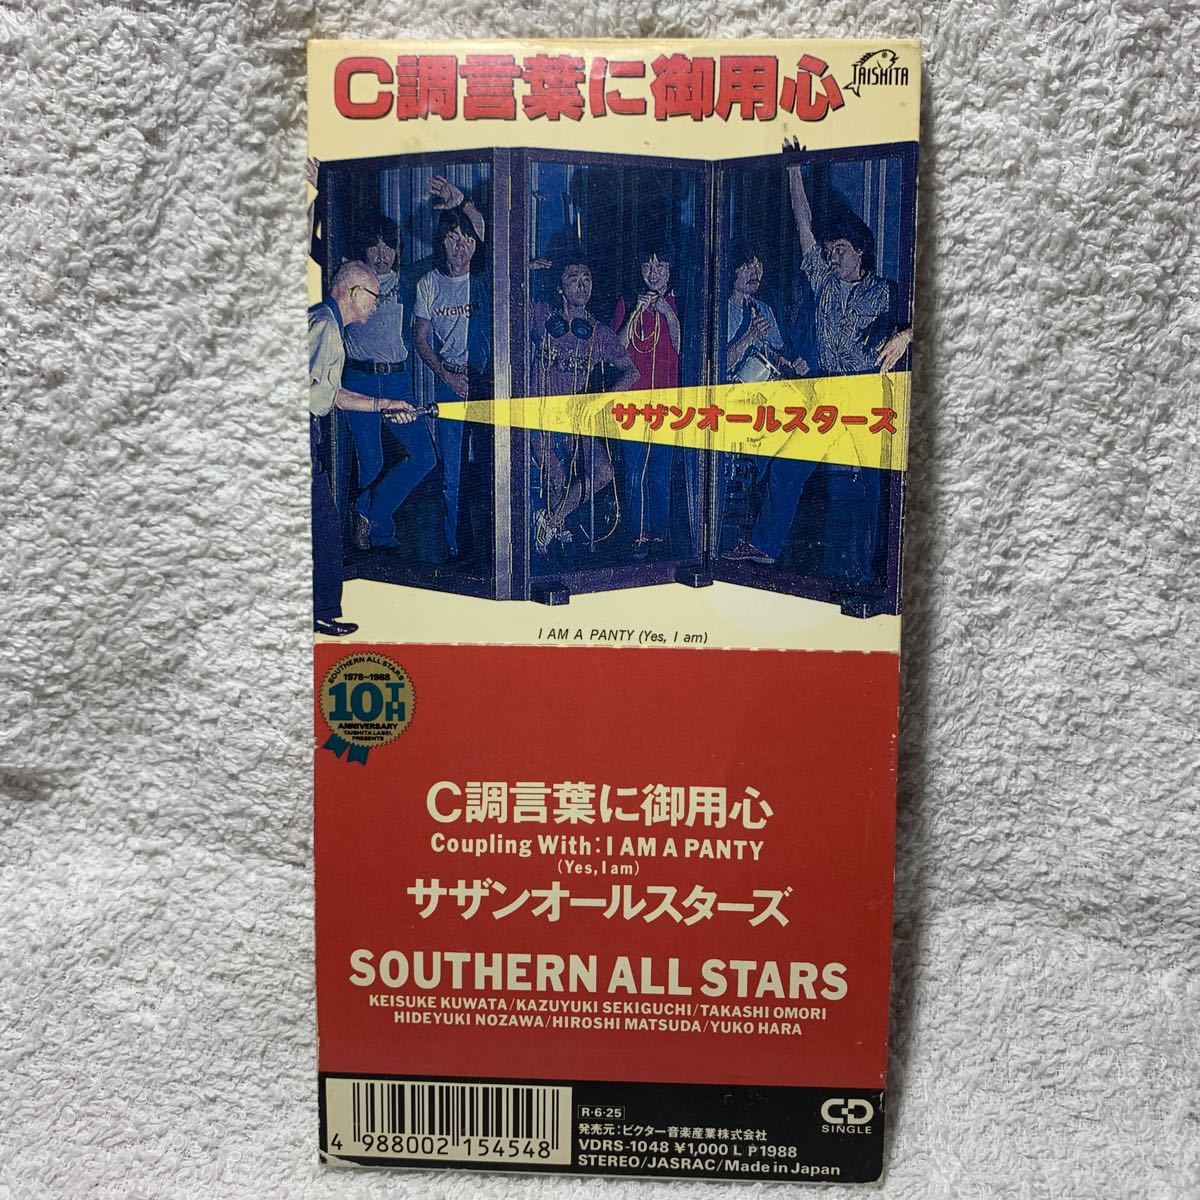 C調言葉に御用心
TAISHITA
Wrangl
サザンオールスターズ
I AM A PANTY (Yes, I am)
SOUTHERN ALL STARS
1978~1988
10TH
ANNIVERSARY
TAISHITA LABEL
PRESENTS
C調言葉に御用心
Coupling With: I AM A PANTY
(Yes, I am)
サザンオールスターズ
SOUTHERN ALL STARS
KEISUKE KUWATA/KAZUYUKI SEKIGUCHI/TAKASHI OMORI
HIDEYUKI NOZAWA/HIROSHI MATSUDA/YUKO HARA
4 988002 154548
R·6·25
発売元:ビクター音楽産業株式会社
VDRS-1048 ¥1,000 L P1988
STEREO/JASRAC/Made in Japan
CD
SINGLE